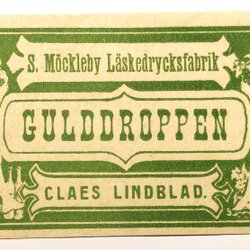 S. Möckleby Läskedrycksfabrik
GULDDROPPEN
CLAES LINDBLAD.